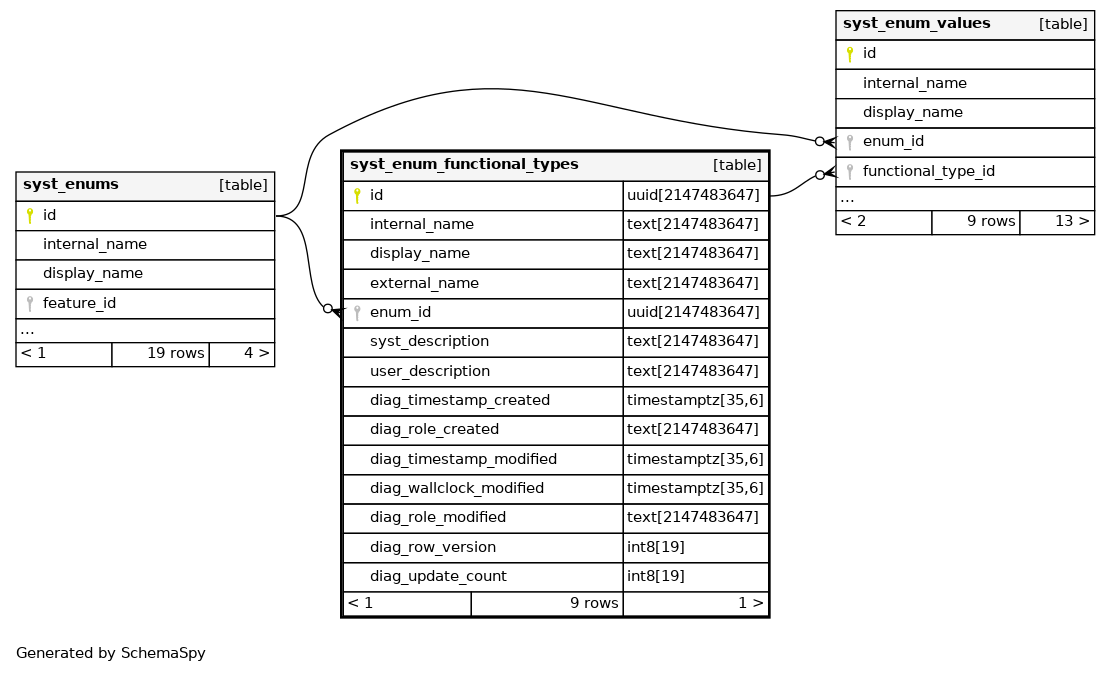 syst_enum_values [table]
id
internal_name
display_name
enum_id
functional_type_id
...
< 2 9 rows 13 >
syst_enum_functional_types [table]
id uuid[2147483647]
internal_name text[2147483647]
display_name text[2147483647]
external_name text[2147483647]
enum_id uuid[2147483647]
syst_description text[2147483647]
user_description text[2147483647]
diag_timestamp_created timestamptz[35,6]
diag_role_created text[2147483647]
diag_timestamp_modified timestamptz[35,6]
diag_wallclock_modified timestamptz[35,6]
diag_role_modified text[2147483647]
diag_row_version int8[19]
diag_update_count int8[19]
< 1 9 rows 1 >
syst_enums [table]
id
internal_name
display_name
feature_id
...
< 1 19 rows 4 >
Generated by SchemaSpy